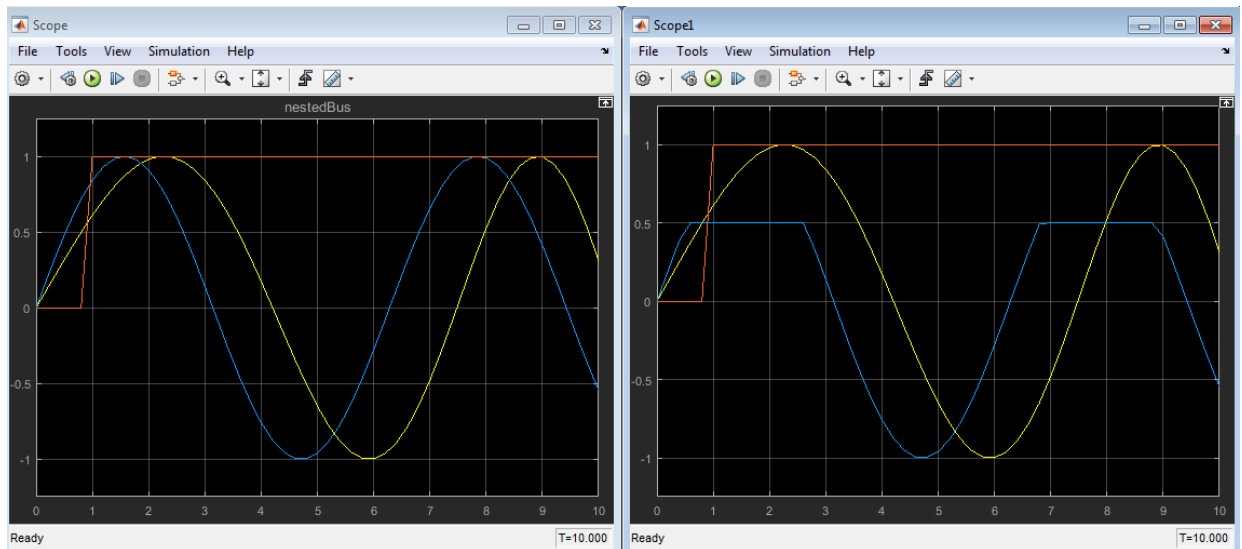 Scope
File Tools View Simulation Help
nestedBus
1
0.5
0
-0.5
-1
0 1 2 3 4 5 6 7 8 9 10
Ready T=10.000
Scope1
File Tools View Simulation Help
1
0.5
0
-0.5
-1
0 1 2 3 4 5 6 7 8 9 10
Ready T=10.000